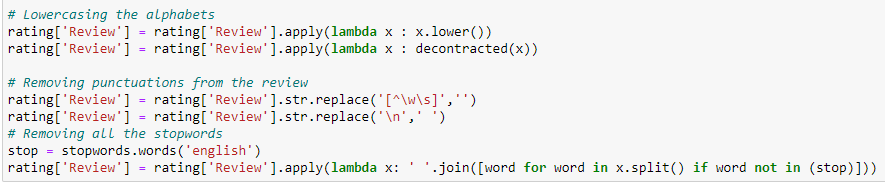 # Lowercasing the alphabets
rating['Review'] = rating['Review'].apply(lambda x : x.lower())
rating['Review'] = rating['Review'].apply(lambda x : decontracted(x))
# Removing punctuations from the review
rating['Review'] = rating['Review'].str.replace('[^\w\s]','')
rating['Review'] = rating['Review'].str.replace('\n',' ')
# Removing all the stopwords
stop = stopwords.words('english')
rating['Review'] = rating['Review'].apply(lambda x: ' '.join([word for word in x.split() if word not in (stop)]))